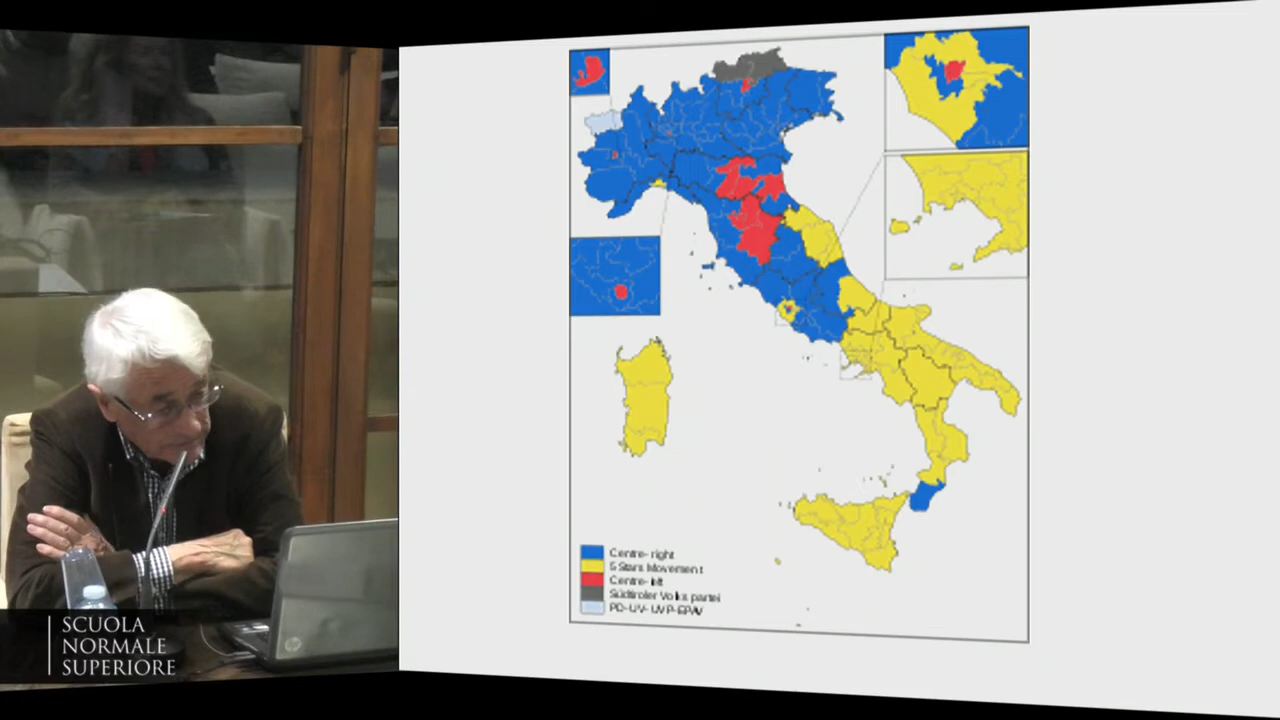 SCUOLA
NORMALE
SUPERIORE
Centre-right
5 Stars Movement
Centre-left
Südtiroler Volkspartei
PD-UV-UVP-EPAV